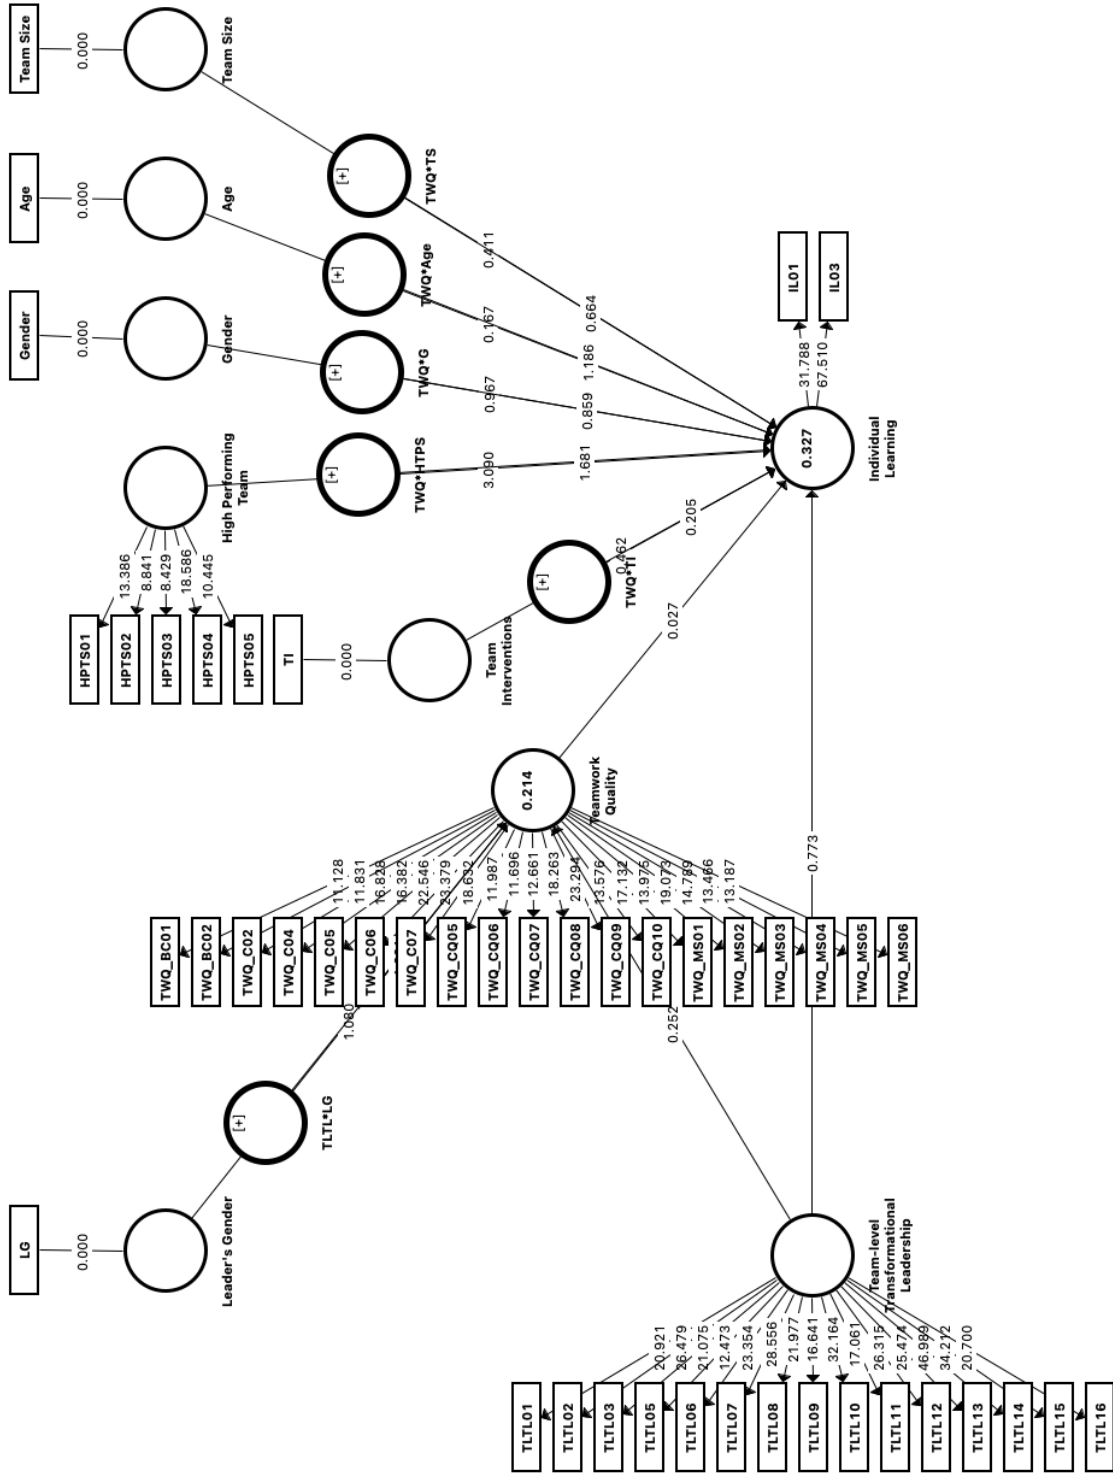 LG
0.000
Leader's Gender
[+]
TLTL*LG
1.080
Gender
0.000
Gender
Age
0.000
Age
Team Size
0.000
Team Size
HPTS01
HPTS02
HPTS03
HPTS04
HPTS05
13.386
8.841
8.429
18.586
10.445
High Performing
Team
TI
0.000
Team
Interventions
[+]
TWQ*TI
0.462
0.205
[+]
TWQ*HTPS
3.090
1.681
[+]
TWQ*G
0.967
0.859
[+]
TWQ*Age
0.167
1.186
[+]
TWQ*TS
0.411
0.664
TWQ_BC01
TWQ_BC02
TWQ_C02
TWQ_C04
TWQ_C05
TWQ_C06
TWQ_C07
TWQ_CQ05
TWQ_CQ06
TWQ_CQ07
TWQ_CQ08
TWQ_CQ09
TWQ_CQ10
TWQ_MS01
TWQ_MS02
TWQ_MS03
TWQ_MS04
TWQ_MS05
TWQ_MS06
11.128
11.831
16.828
16.382
22.546
23.379
18.632
11.987
11.696
12.661
18.263
23.294
13.576
17.132
13.975
19.073
14.789
13.466
13.187
0.214
Teamwork
Quality
0.027
0.252
TLTL01
TLTL02
TLTL03
TLTL05
TLTL06
TLTL07
TLTL08
TLTL09
TLTL10
TLTL11
TLTL12
TLTL13
TLTL14
TLTL15
TLTL16
20.921
26.479
21.075
12.473
23.354
28.556
21.977
16.641
32.164
17.061
26.315
25.474
46.989
34.212
20.700
Team-level
Transformational
Leadership
0.773
0.327
Individual
Learning
31.788
67.510
IL01
IL03